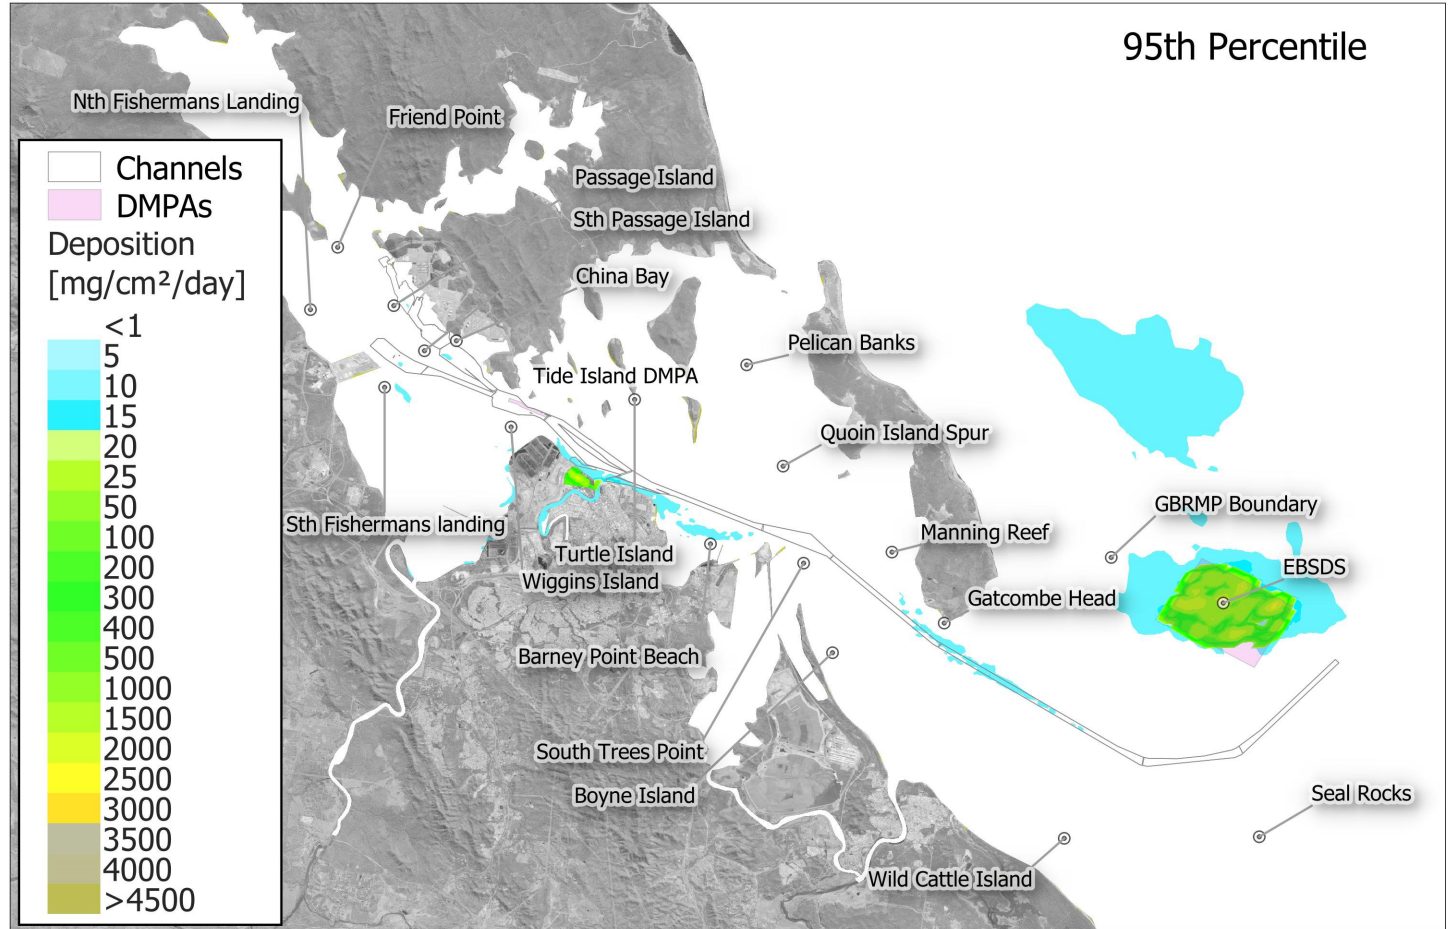 95th Percentile
Nth Fishermans Landing
Friend Point
Channels
DMPAs
Deposition
[mg/cm²/day]
<1
5
10
15
20
25
50
100
200
300
400
500
1000
1500
2000
2500
3000
3500
4000
>4500
Passage Island
Sth Passage Island
China Bay
Pelican Banks
Tide Island DMPA
Quoin Island Spur
GBRMP Boundary
Sth Fishermans landing
Manning Reef
Turtle Island
EBSDS
Wiggins Island
Gatcombe Head
Barney Point Beach
South Trees Point
Boyne Island
Seal Rocks
Wild Cattle Island